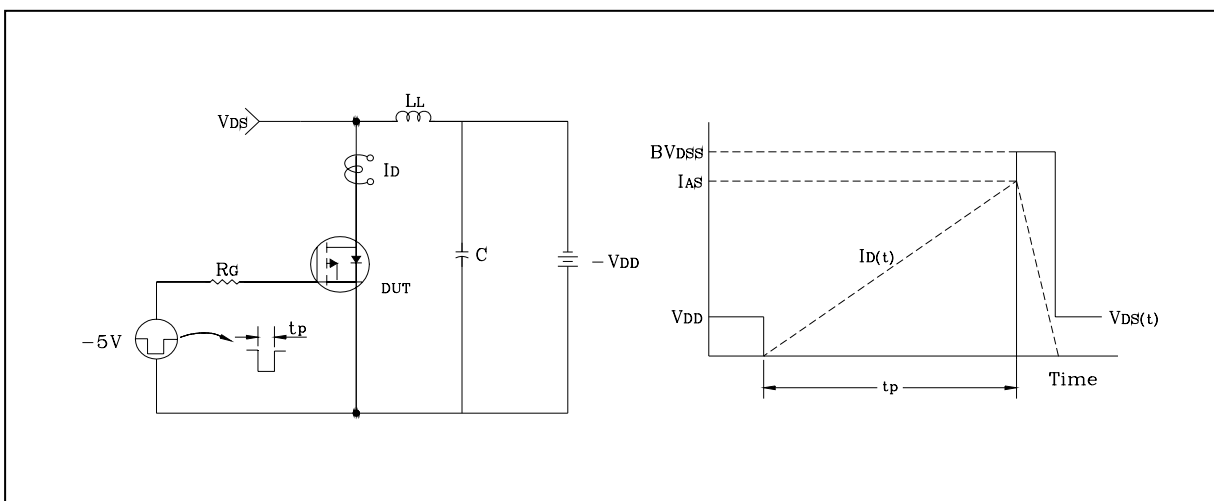 LL
VDS
ID
RG
DUT
C
-VDD
-5V
tp
BVDSS
IAS
ID(t)
VDD
VDS(t)
tp
Time